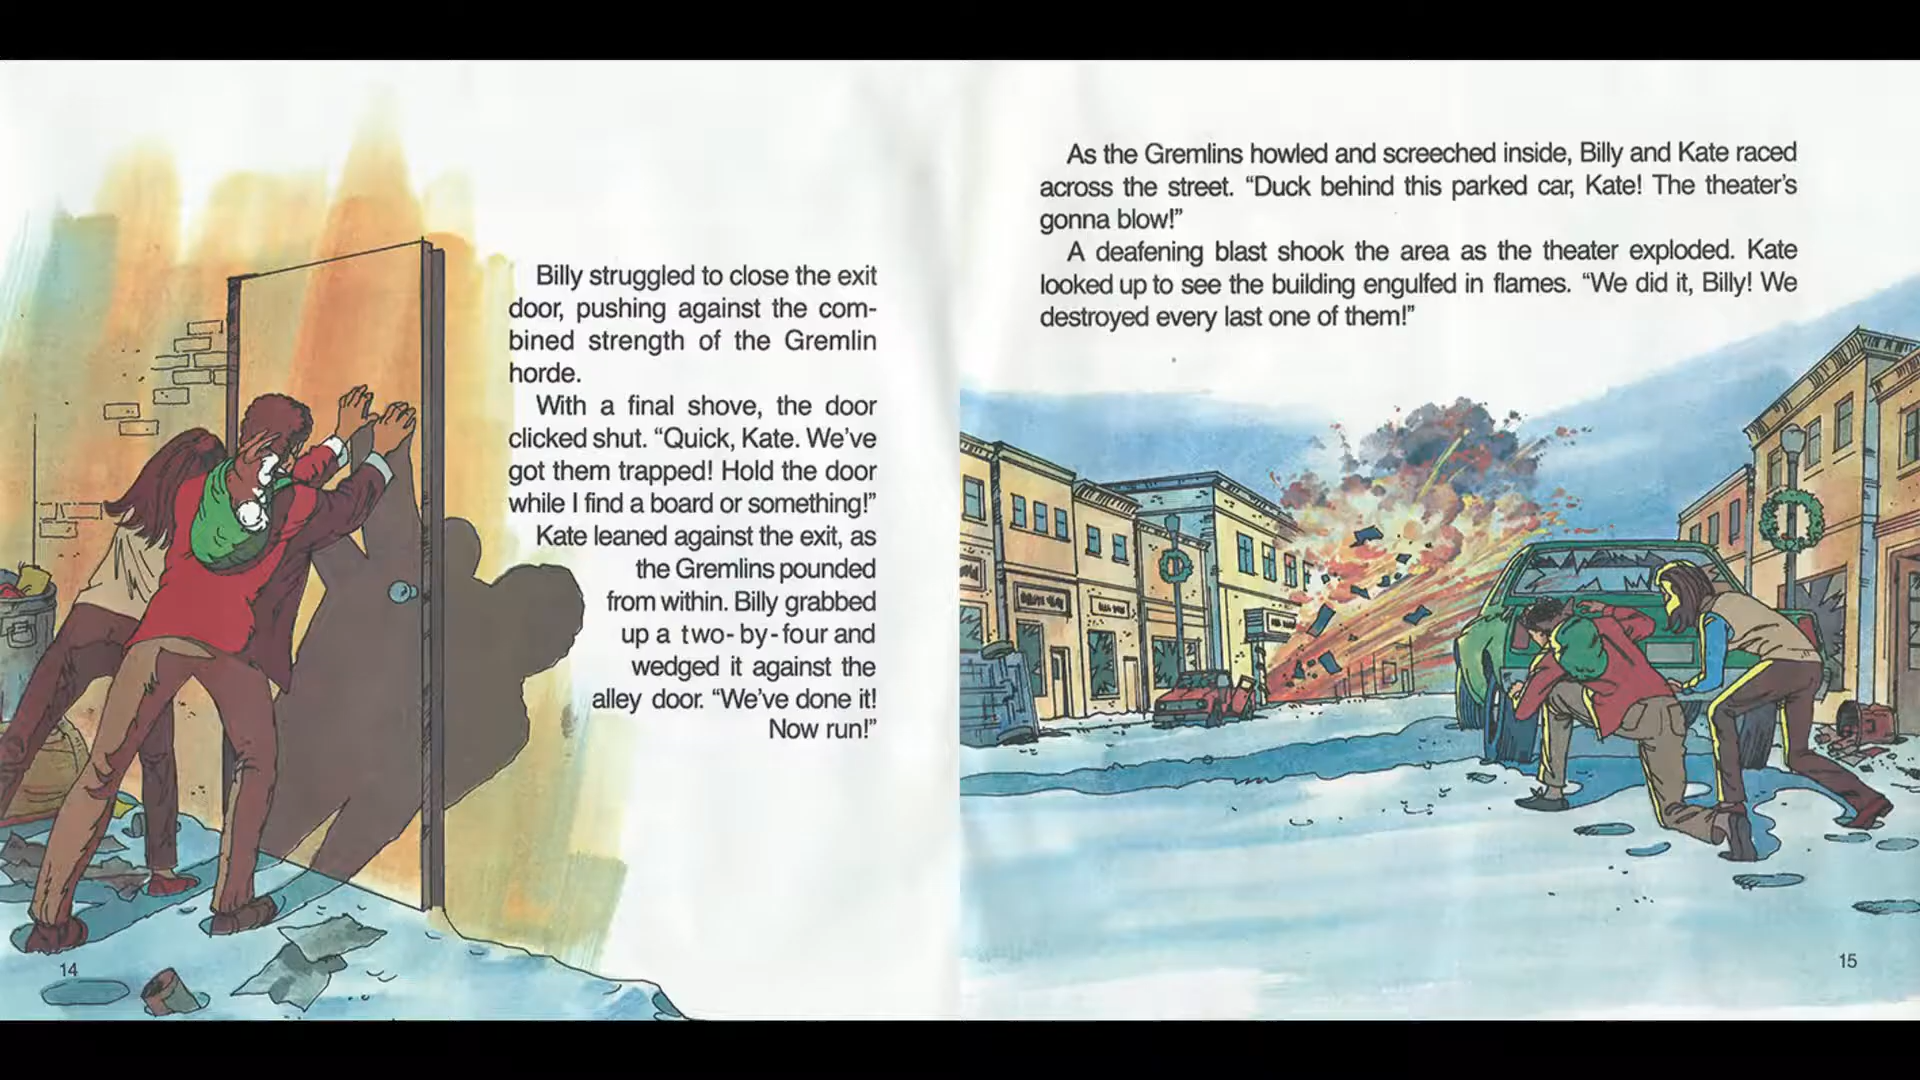 Billy struggled to close the exit
door, pushing against the com-
bined strength of the Gremlin
horde.
With a final shove, the door
clicked shut. “Quick, Kate. We’ve
got them trapped! Hold the door
while I find a board or something!”
Kate leaned against the exit, as
the Gremlins pounded
from within. Billy grabbed
up a two-by-four and
wedged it against the
alley door. “We’ve done it!
Now run!”
14
As the Gremlins howled and screeched inside, Billy and Kate raced
across the street. “Duck behind this parked car, Kate! The theater’s
gonna blow!”
A deafening blast shook the area as the theater exploded. Kate
looked up to see the building engulfed in flames. “We did it, Billy! We
destroyed every last one of them!”
15